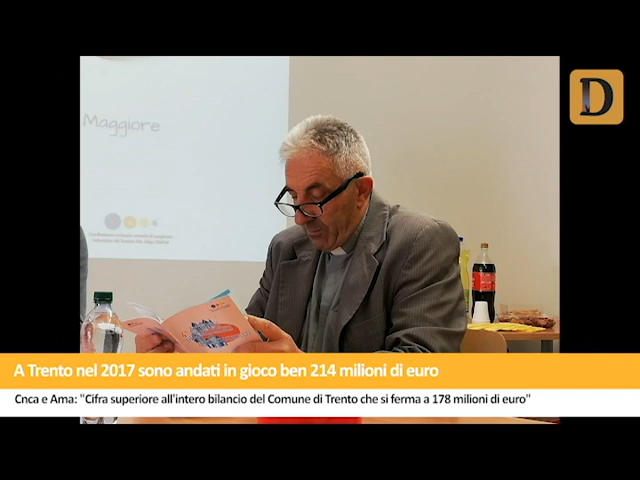 D
Maggiore
A Trento nel 2017 sono andati in gioco ben 214 milioni di euro
Cnca e Ama: "Cifra superiore all'intero bilancio del Comune di Trento che si ferma a 178 milioni di euro"